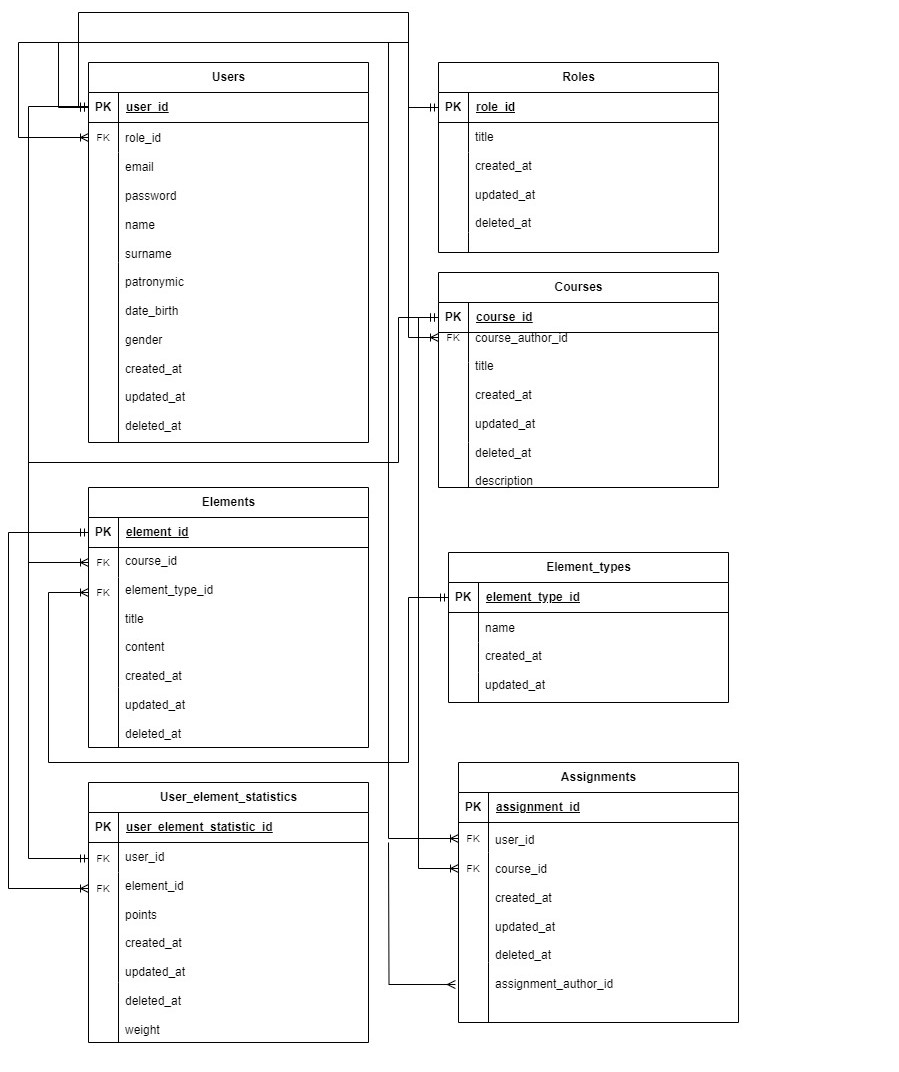 Users
PK user_id
FK role_id
email
password
name
surname
patronymic
date_birth
gender
created_at
updated_at
deleted_at
Roles
PK role_id
title
created_at
updated_at
deleted_at
Courses
PK course_id
FK course_author_id
title
created_at
updated_at
deleted_at
description
Elements
PK element_id
FK course_id
FK element_type_id
title
content
created_at
updated_at
deleted_at
Element_types
PK element_type_id
name
created_at
updated_at
User_element_statistics
PK user_element_statistic_id
FK user_id
FK element_id
points
created_at
updated_at
deleted_at
weight
Assignments
PK assignment_id
FK user_id
FK course_id
created_at
updated_at
deleted_at
assignment_author_id